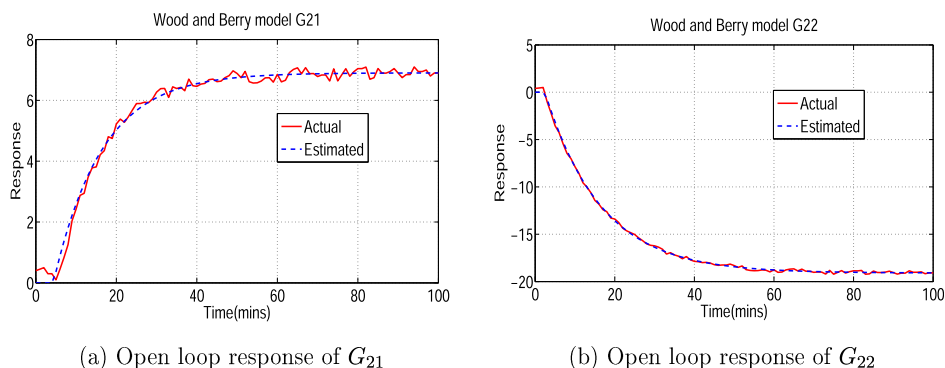 Wood and Berry model G21
8
6
4
2
0
Response
Actual
Estimated
0 20 40 60 80 100
Time(mins)
(a) Open loop response of G21
Wood and Berry model G22
5
0
−5
−10
−15
−20
Response
Actual
Estimated
0 20 40 60 80 100
Time(mins)
(b) Open loop response of G22